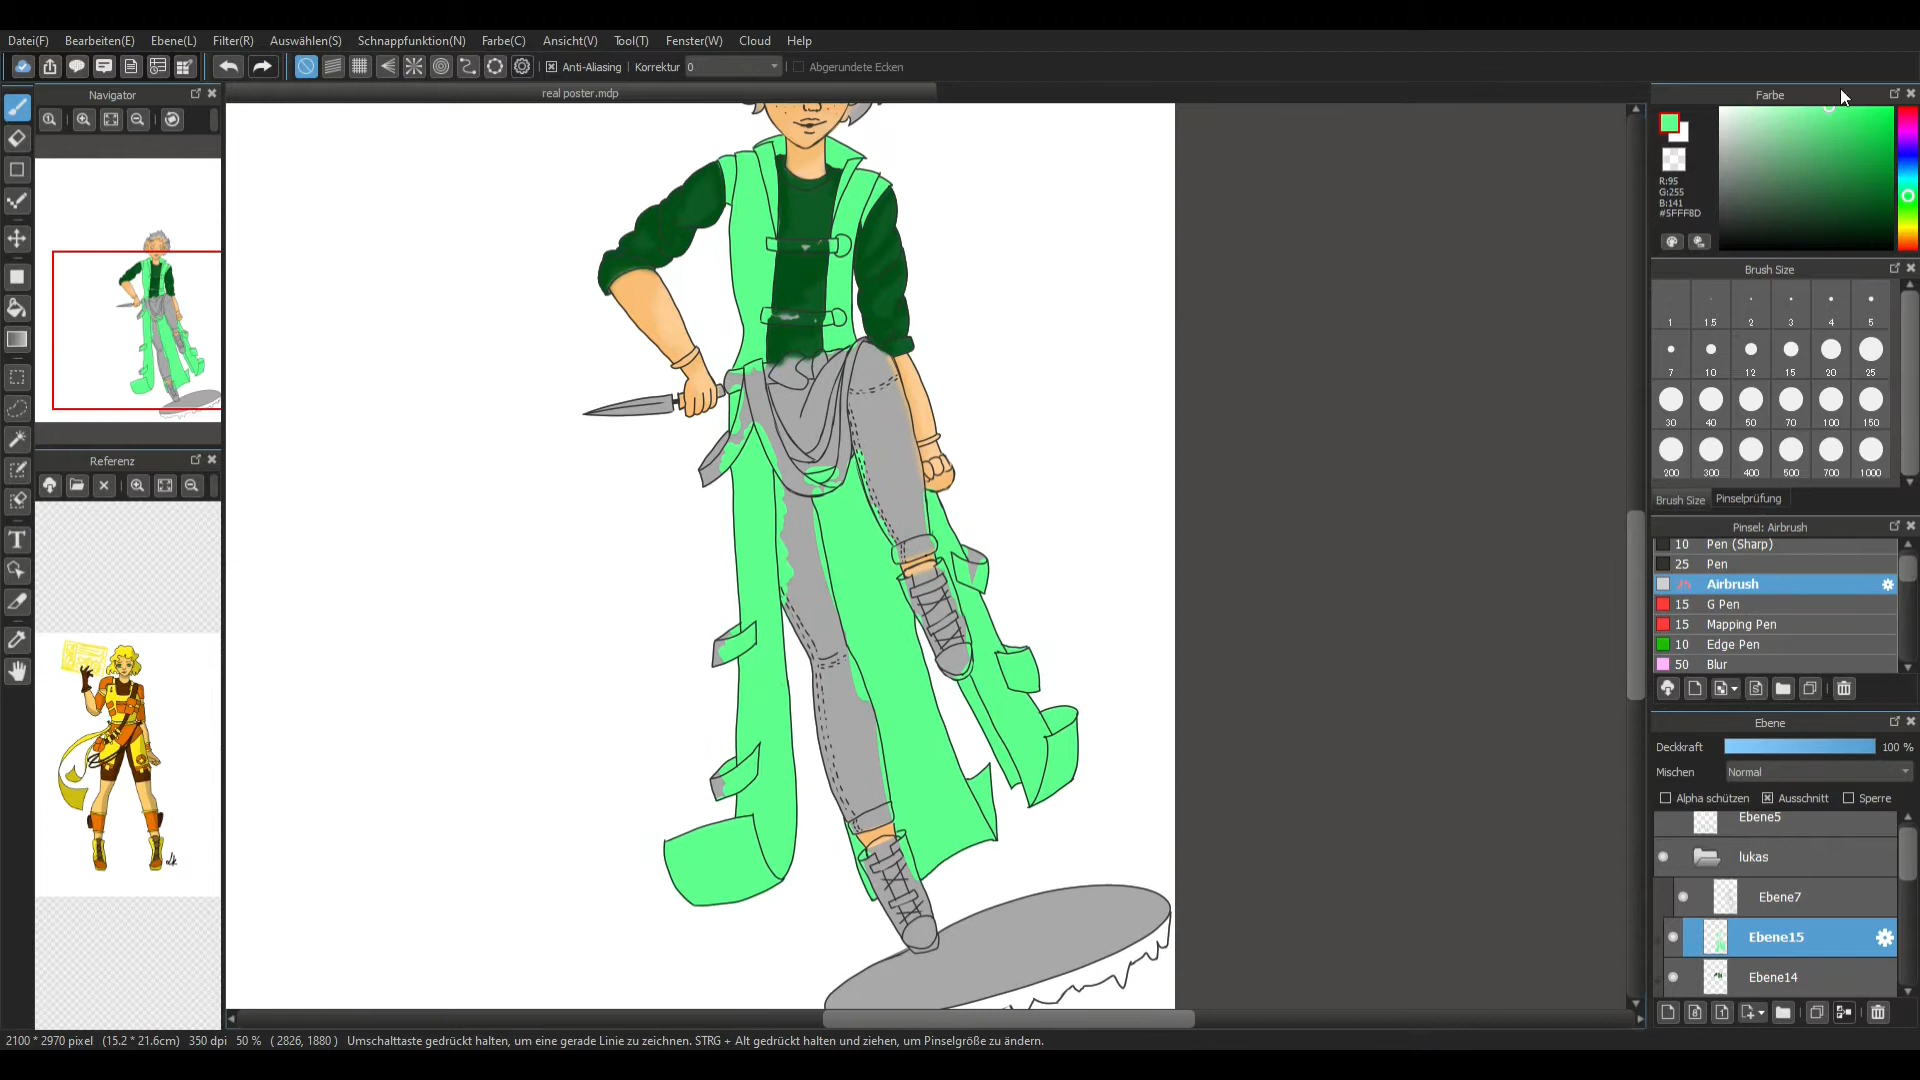 Datei(F) Bearbeiten(E) Ebene(L) Filter(R) Auswählen(S) Schnappfunktion(N) Farbe(C) Ansicht(V) Tool(T) Fenster(W) Cloud Help
Anti-Aliasing Korrektur 0 Abgerundete Ecken
Navigator
real poster.mdp
Farbe
R:95
G:255
B:141
#5FFF8D
Brush Size
1 1.5 2 3 4 5
7 10 12 15 20 25
30 40 50 70 100 150
200 300 400 500 700 1000
Brush Size Pinselprüfung
Referenz
Pinsel: Airbrush
10 Pen (Sharp)
25 Pen
25 Airbrush
15 G Pen
15 Mapping Pen
10 Edge Pen
50 Blur
Ebene
Deckkraft 100 %
Mischen Normal
Alpha schützen Ausschnitt Sperre
Ebene5
lukas
Ebene7
Ebene15
Ebene14
2100 * 2970 pixel (15.2 * 21.6cm) 350 dpi 50 % ( 2826, 1880 ) Umschalttaste gedrückt halten, um eine gerade Linie zu zeichnen. STRG + Alt gedrückt halten und ziehen, um Pinselgröße zu ändern.